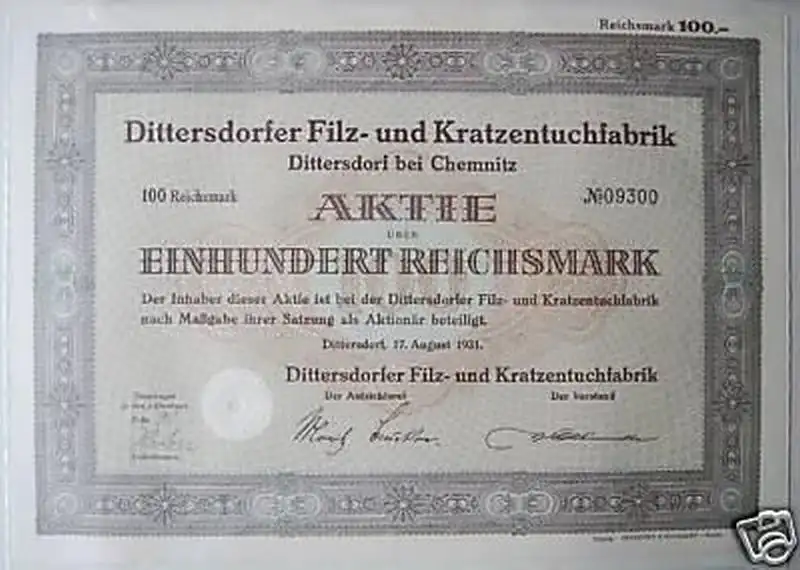 Reichsmark 100,–
Dittersdorfer Filz- und Kratzentuchfabrik
Dittersdorf bei Chemnitz
100 Reichsmark
№09300
AKTIE
ÜBER
EINHUNDERT REICHSMARK
Der Inhaber dieser Aktie ist bei der Dittersdorfer Filz- und Kratzentuchfabrik
nach Maßgabe ihrer Satzung als Aktionär beteiligt.
Dittersdorf, 17. August 1931.
Dittersdorfer Filz- und Kratzentuchfabrik
Der Aufsichtsrat
Der Vorstand